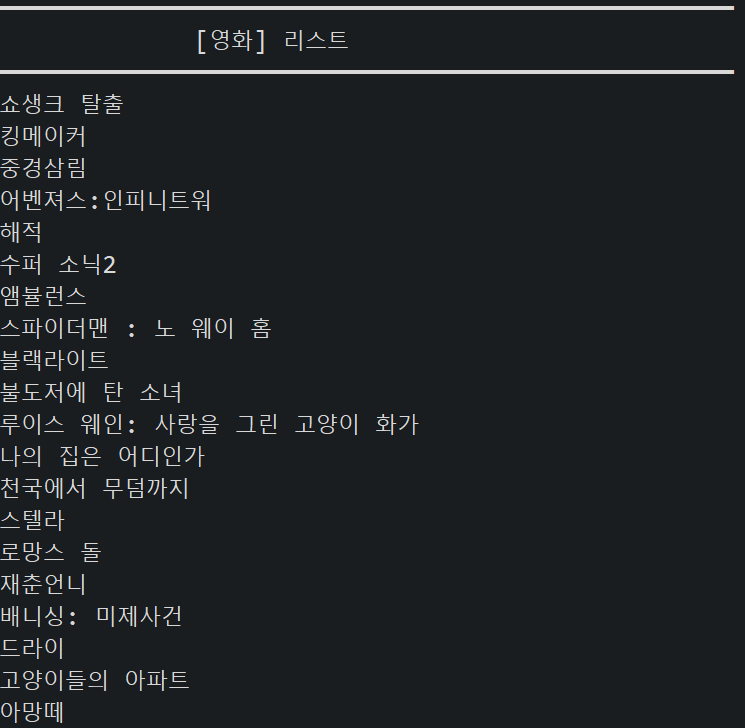 [영화] 리스트
쇼생크 탈출
킹메이커
중경삼림
어벤져스:인피니트워
해적
수퍼 소닉2
앰뷸런스
스파이더맨 : 노 웨이 홈
블랙라이트
불도저에 탄 소녀
루이스 웨인: 사랑을 그린 고양이 화가
나의 집은 어디인가
천국에서 무덤까지
스텔라
로망스 돌
재춘언니
배니싱: 미제사건
드라이
고양이들의 아파트
아망떼